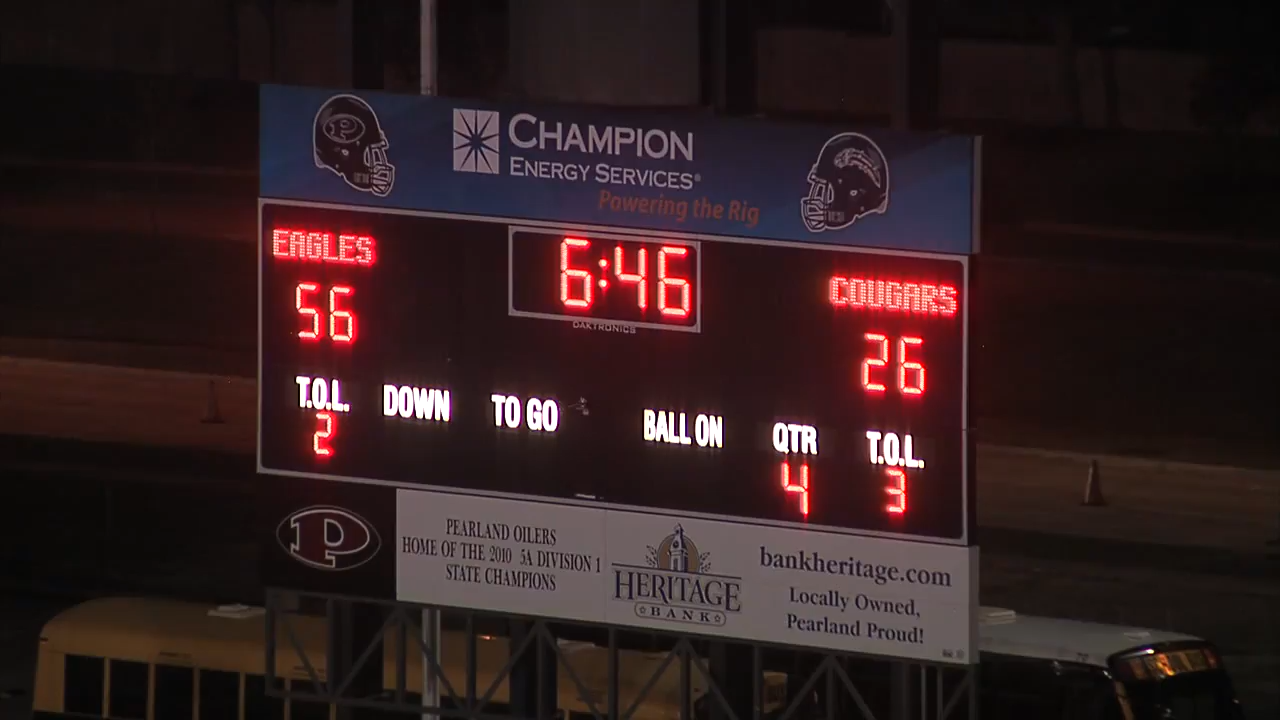 P
CHAMPION
ENERGY SERVICES®
Powering the Rig
EAGLES
6:46
COUGARS
DAKTRONICS
56
26
T.O.L. DOWN TO GO BALL ON QTR T.O.L.
2 4 3
P
PEARLAND OILERS
HOME OF THE 2010 5A DIVISION 1
STATE CHAMPIONS
HERITAGE
BANK
bankheritage.com
Locally Owned,
Pearland Proud!